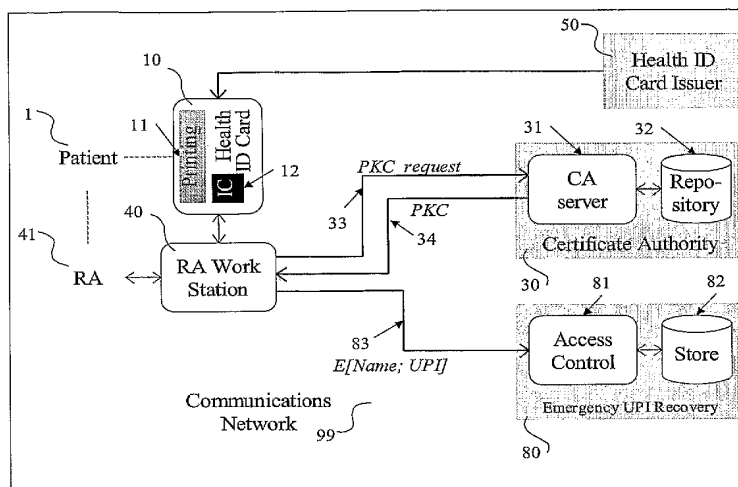 50
Health ID
Card Issuer
10
1
11
Patient
Printing
Health
ID Card
IC
12
31
32
PKC request
CA
server
Repo-
sitory
41
40
33
PKC
34
Certificate Authority
RA
RA Work
Station
30
81
82
83
Access
Control
Store
E[Name; UPI]
Communications
Network
99
Emergency UPI Recovery
80